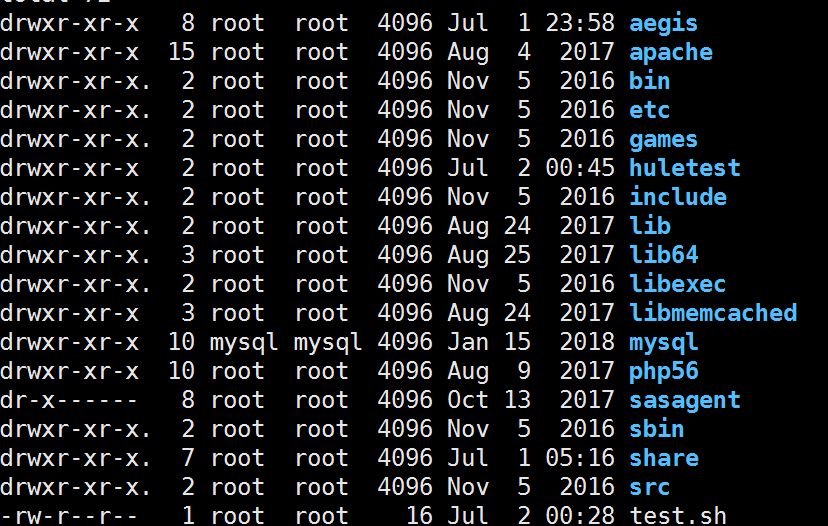 total 72
drwxr-xr-x   8 root  root  4096 Jul  1 23:58 aegis
drwxr-xr-x  15 root  root  4096 Aug  4  2017 apache
drwxr-xr-x.  2 root  root  4096 Nov  5  2016 bin
drwxr-xr-x.  2 root  root  4096 Nov  5  2016 etc
drwxr-xr-x.  2 root  root  4096 Nov  5  2016 games
drwxr-xr-x   2 root  root  4096 Jul  2 00:45 huletest
drwxr-xr-x.  2 root  root  4096 Nov  5  2016 include
drwxr-xr-x.  2 root  root  4096 Aug 24  2017 lib
drwxr-xr-x.  3 root  root  4096 Aug 25  2017 lib64
drwxr-xr-x.  2 root  root  4096 Nov  5  2016 libexec
drwxr-xr-x   3 root  root  4096 Aug 24  2017 libmemcached
drwxr-xr-x  10 mysql mysql 4096 Jan 15  2018 mysql
drwxr-xr-x  10 root  root  4096 Aug  9  2017 php56
dr-x------   8 root  root  4096 Oct 13  2017 sasagent
drwxr-xr-x.  2 root  root  4096 Nov  5  2016 sbin
drwxr-xr-x.  7 root  root  4096 Jul  1 05:16 share
drwxr-xr-x.  2 root  root  4096 Nov  5  2016 src
-rw-r--r--   1 root  root    16 Jul  2 00:28 test.sh